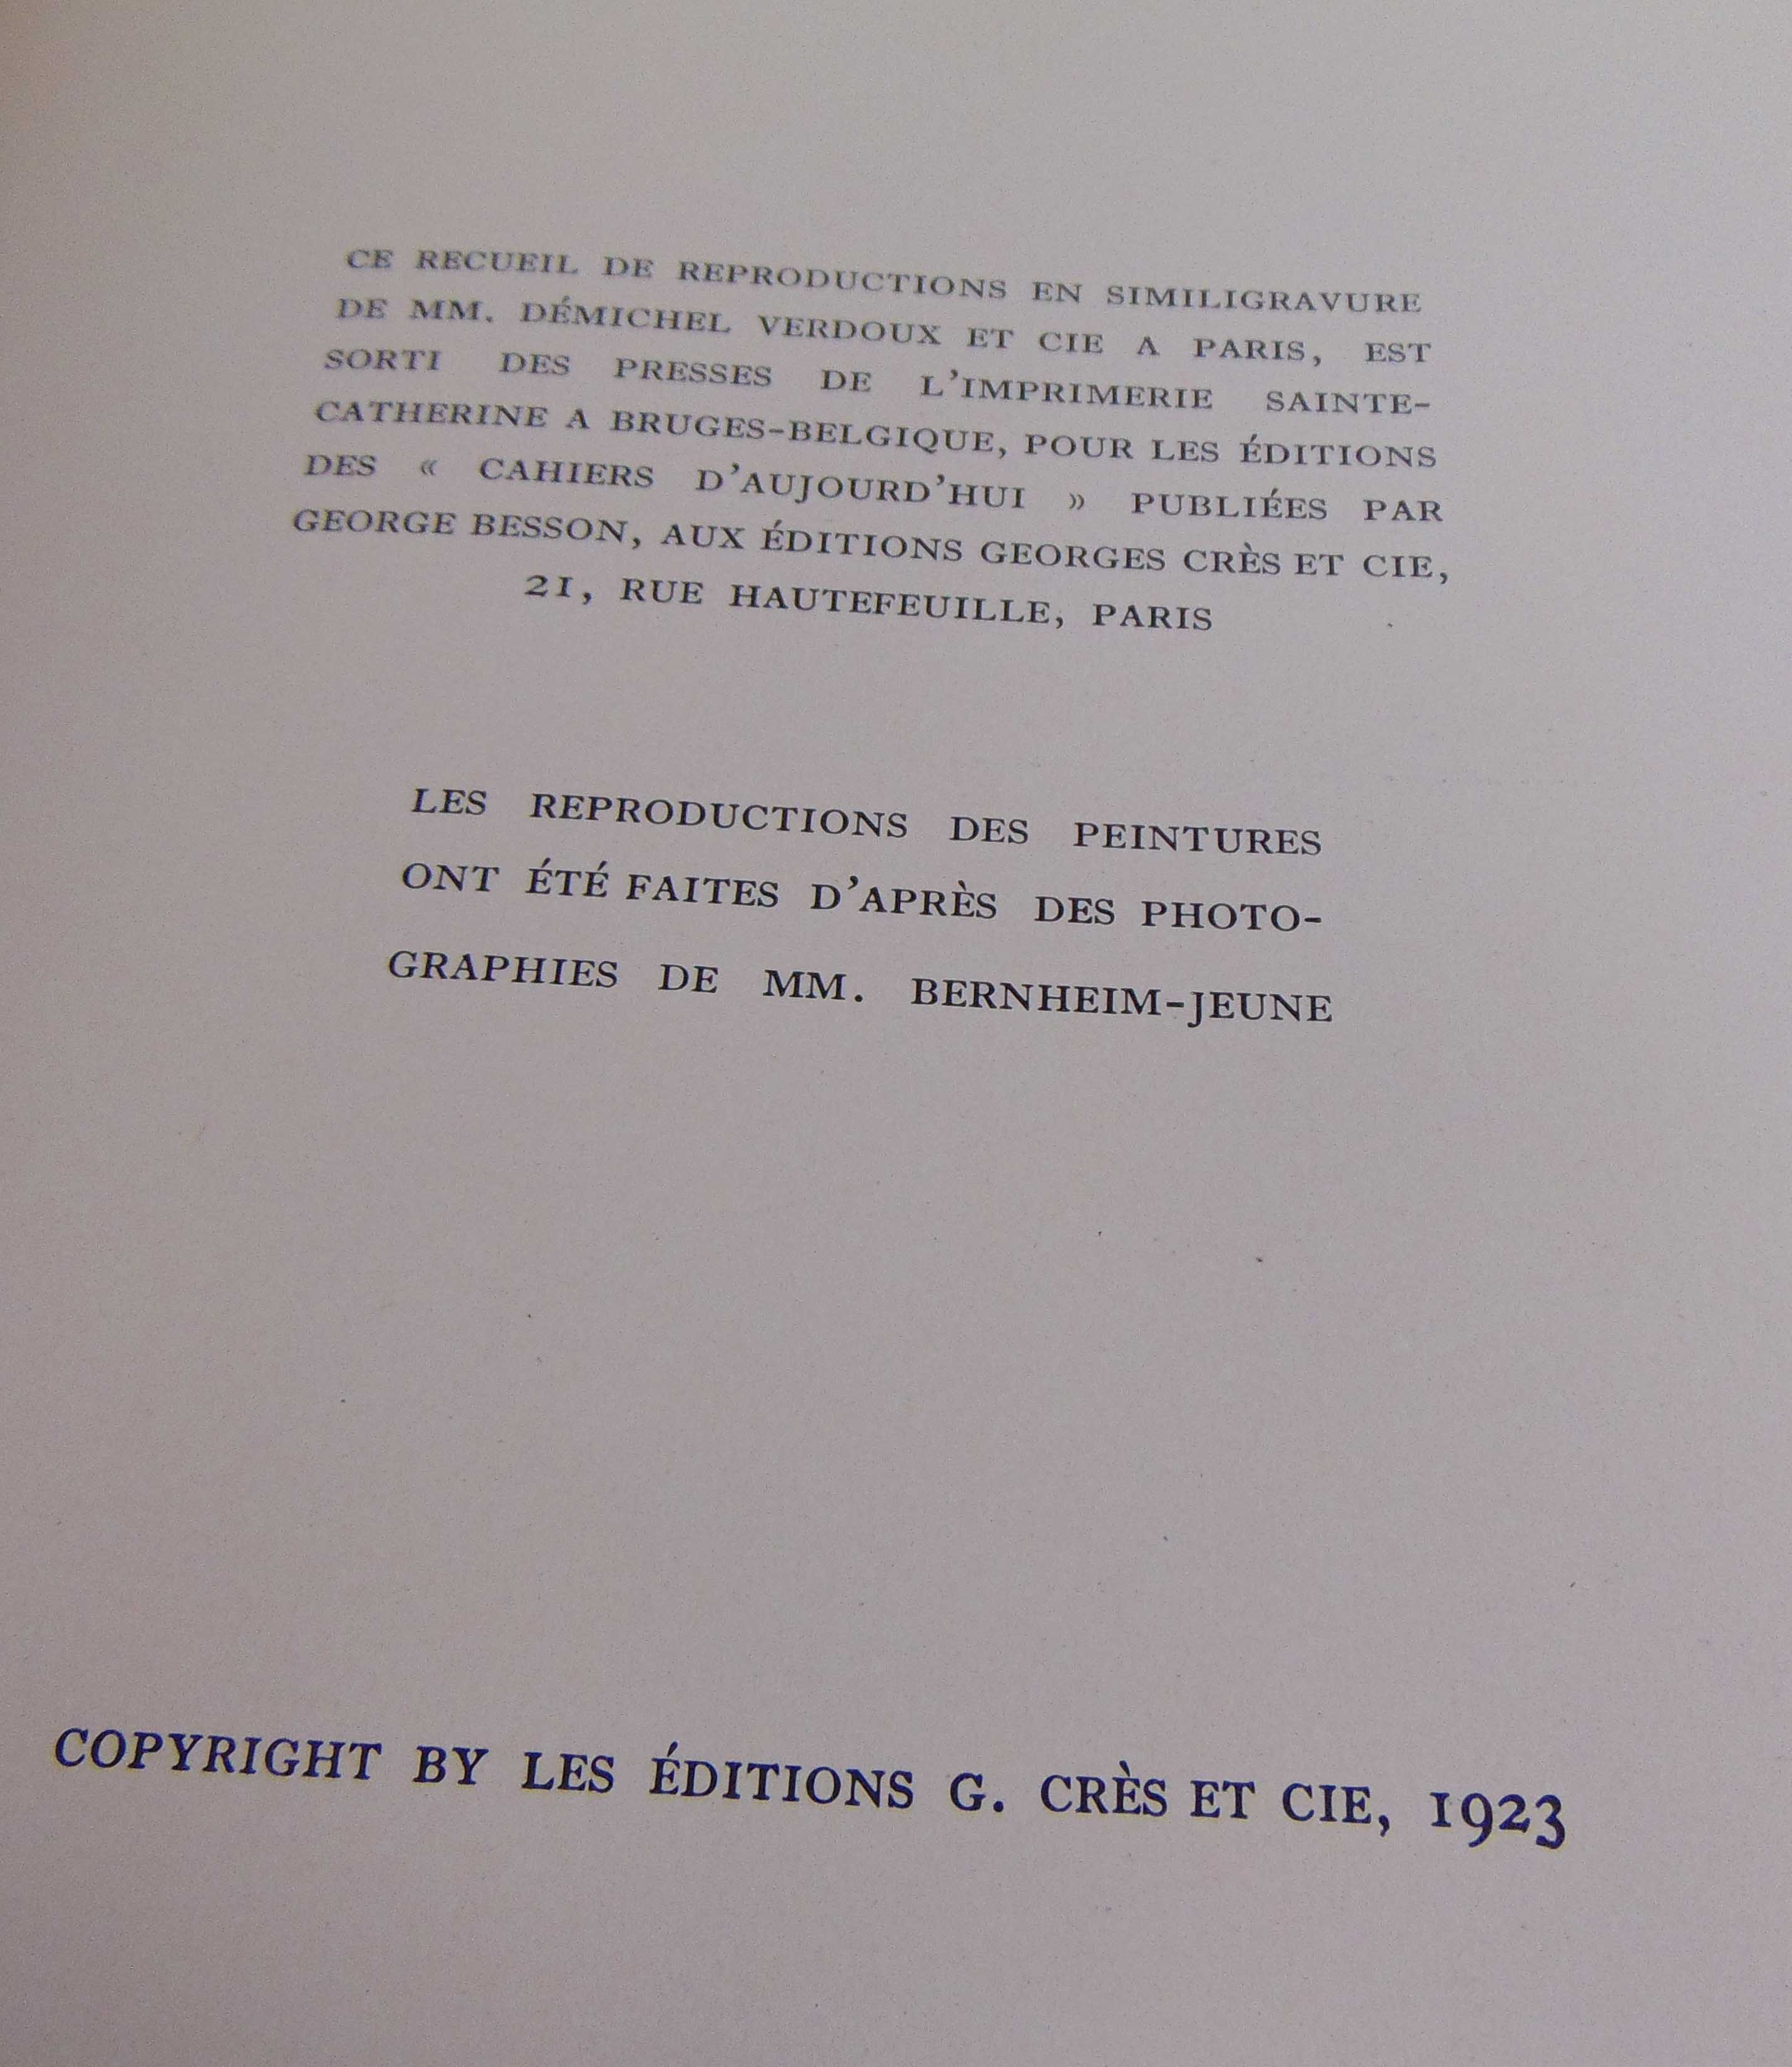 CE RECUEIL DE REPRODUCTIONS EN SIMILIGRAVURE
DE MM. DÉMICHEL VERDOUX ET CIE A PARIS, EST
SORTI DES PRESSES DE L'IMPRIMERIE SAINTE-
CATHERINE A BRUGES-BELGIQUE, POUR LES ÉDITIONS
DES « CAHIERS D'AUJOURD'HUI » PUBLIÉES PAR
GEORGE BESSON, AUX ÉDITIONS GEORGES CRÈS ET CIE,
21, RUE HAUTEFEUILLE, PARIS
LES REPRODUCTIONS DES PEINTURES
ONT ÉTÉ FAITES D'APRÈS DES PHOTO-
GRAPHIES DE MM. BERNHEIM-JEUNE
COPYRIGHT BY LES ÉDITIONS G. CRÈS ET CIE, 1923